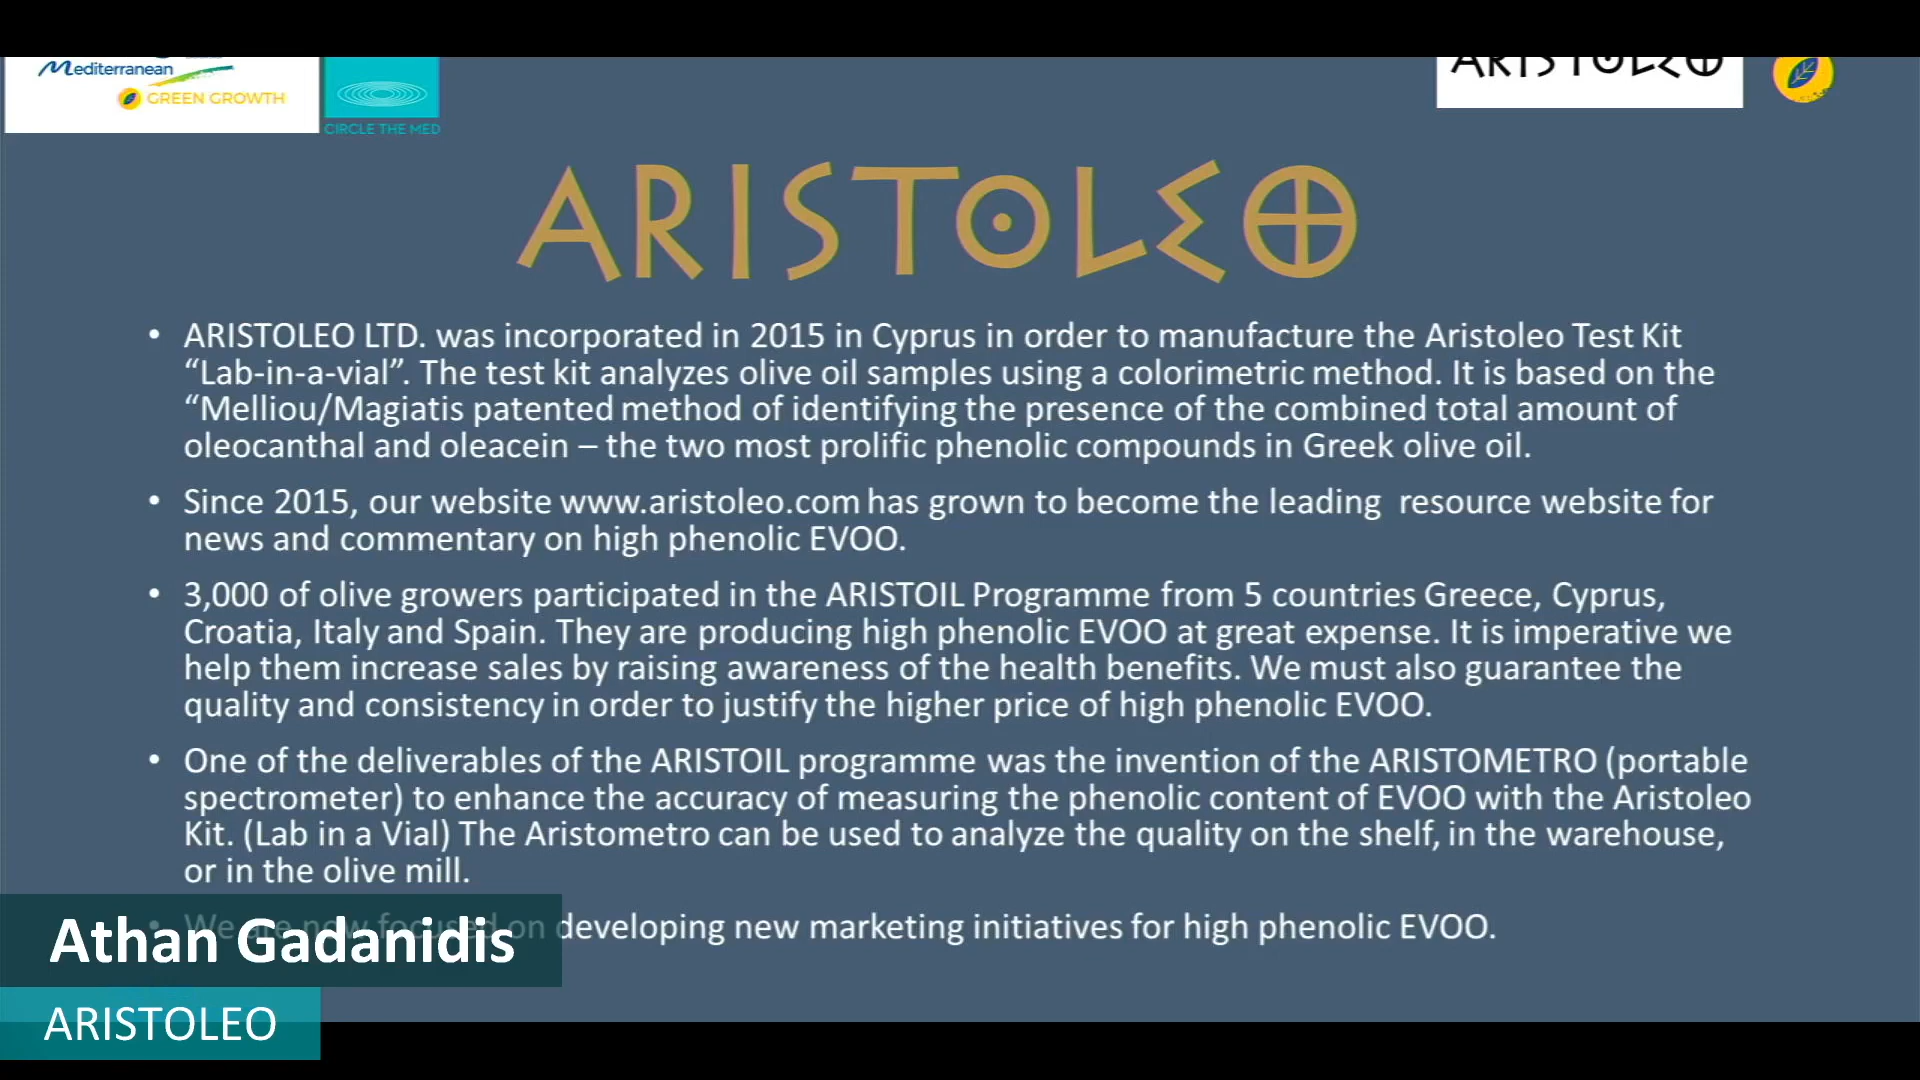 Mediterranean
GREEN GROWTH
CIRCLE THE MED
ARISTOLEO
ARISTOLEO
• ARISTOLEO LTD. was incorporated in 2015 in Cyprus in order to manufacture the Aristoleo Test Kit
“Lab-in-a-vial”. The test kit analyzes olive oil samples using a colorimetric method. It is based on the
“Melliou/Magiatis patented method of identifying the presence of the combined total amount of
oleocanthal and oleacein – the two most prolific phenolic compounds in Greek olive oil.
• Since 2015, our website www.aristoleo.com has grown to become the leading resource website for
news and commentary on high phenolic EVOO.
• 3,000 of olive growers participated in the ARISTOIL Programme from 5 countries Greece, Cyprus,
Croatia, Italy and Spain. They are producing high phenolic EVOO at great expense. It is imperative we
help them increase sales by raising awareness of the health benefits. We must also guarantee the
quality and consistency in order to justify the higher price of high phenolic EVOO.
• One of the deliverables of the ARISTOIL programme was the invention of the ARISTOMETRO (portable
spectrometer) to enhance the accuracy of measuring the phenolic content of EVOO with the Aristoleo
Kit. (Lab in a Vial) The Aristometro can be used to analyze the quality on the shelf, in the warehouse,
or in the olive mill.
• We are now focused on developing new marketing initiatives for high phenolic EVOO.
Athan Gadanidis
ARISTOLEO